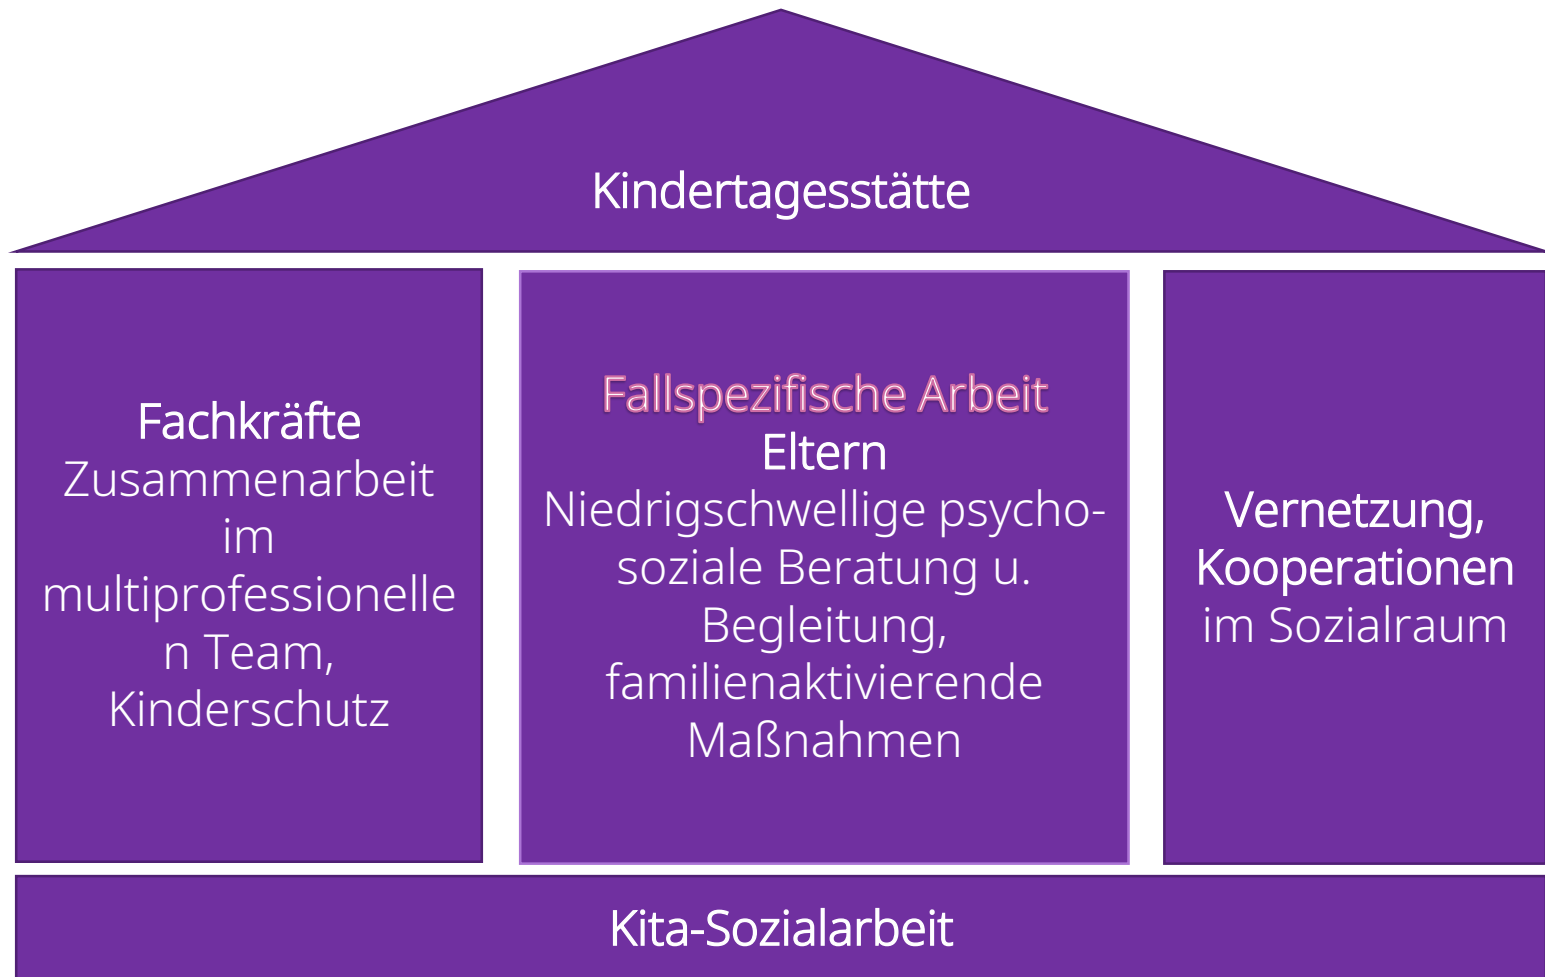 Kindertagesstätte
Fachkräfte
Zusammenarbeit
im
multiprofessionelle
n Team,
Kinderschutz
Fallspezifische Arbeit
Eltern
Niedrigschwellige psycho-
soziale Beratung u.
Begleitung,
familienaktivierende
Maßnahmen
Vernetzung,
Kooperationen
im Sozialraum
Kita-Sozialarbeit